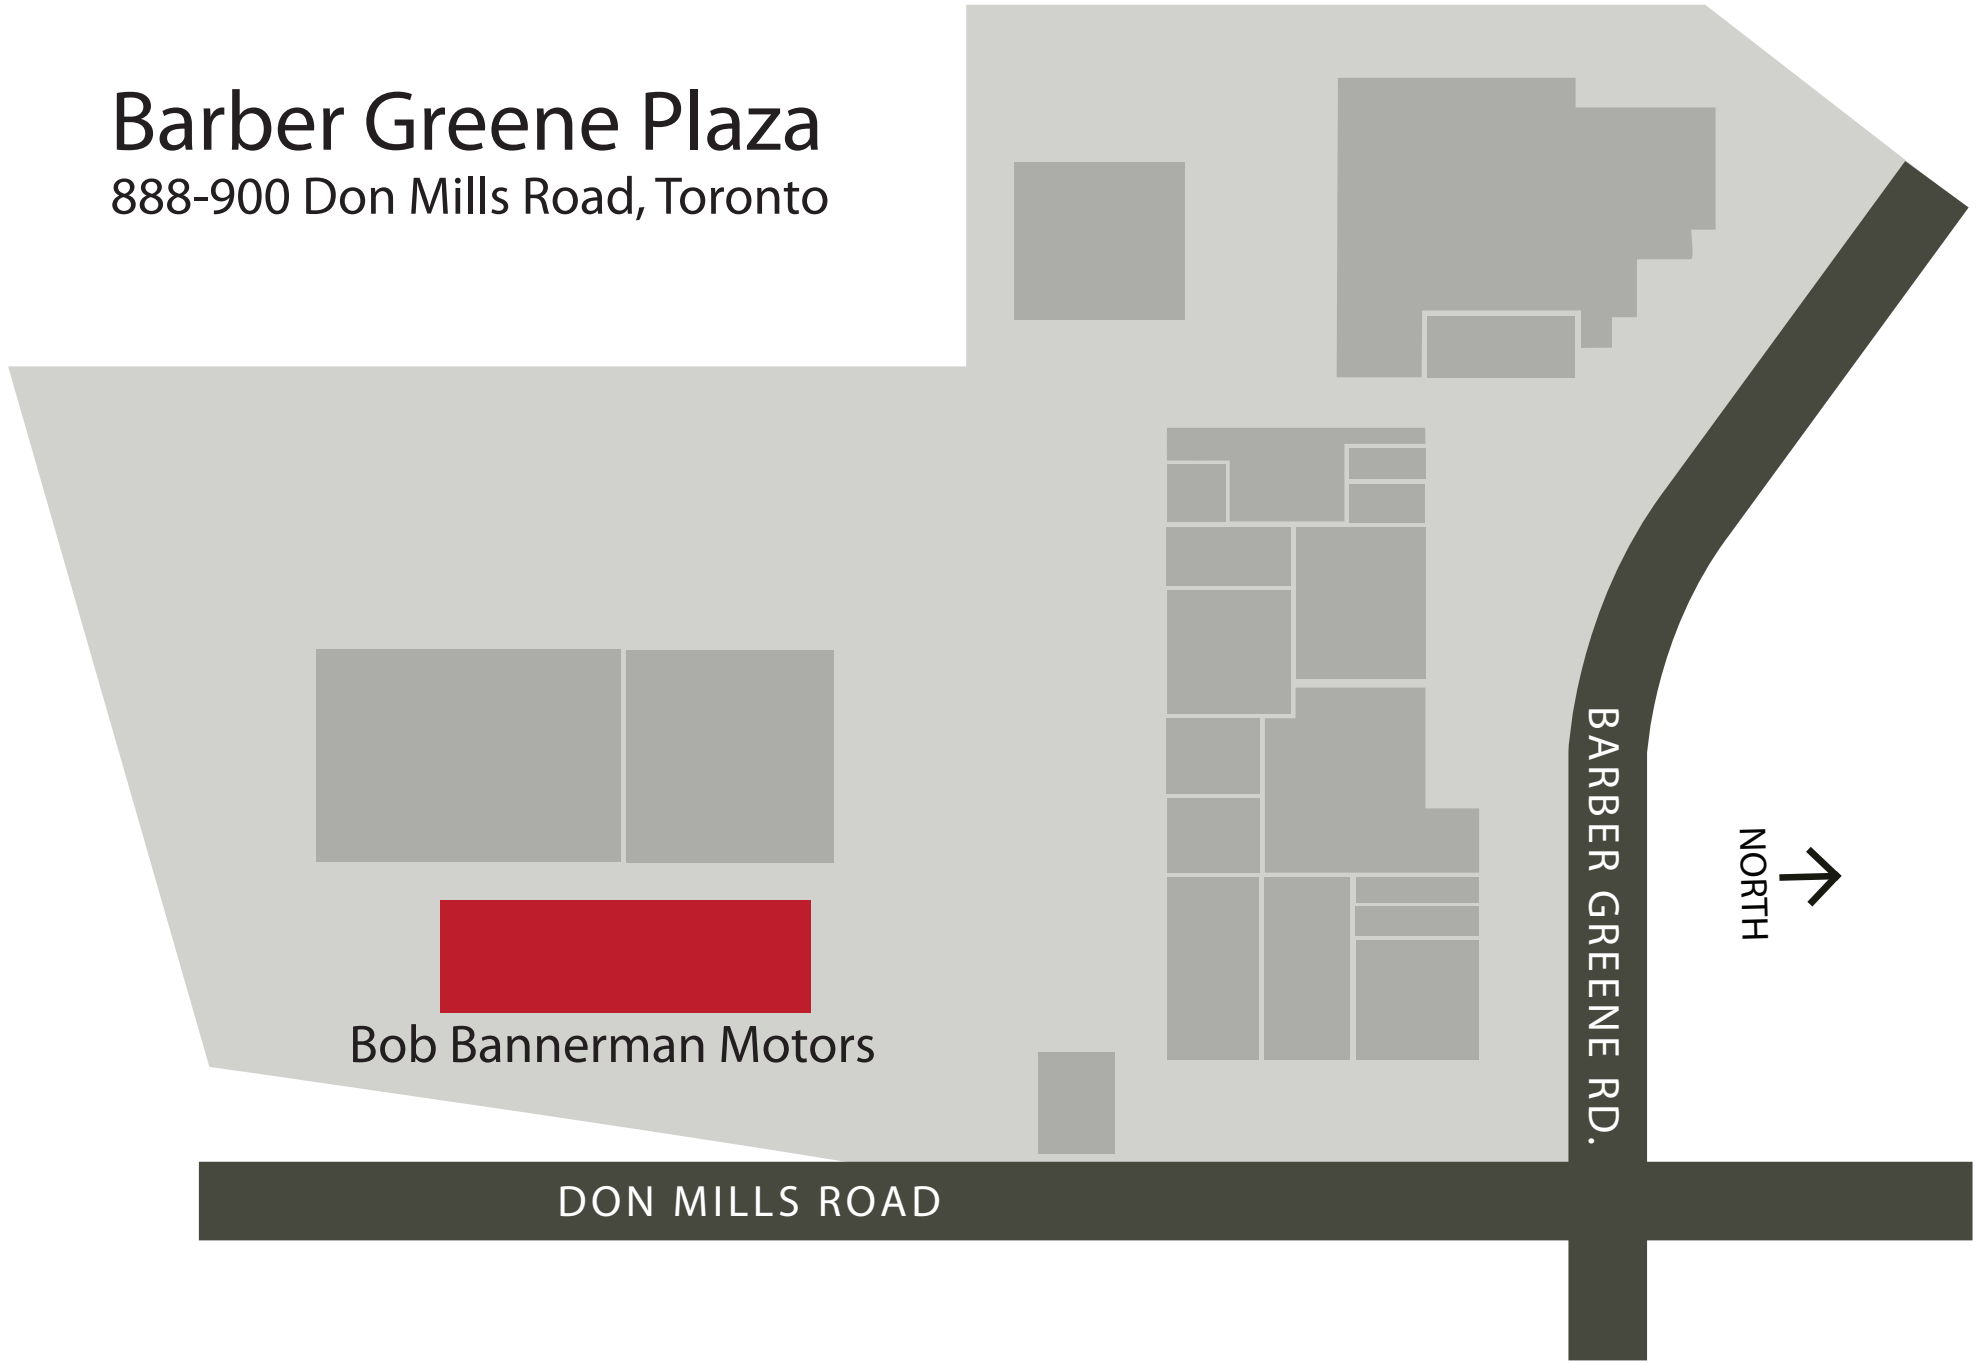 Barber Greene Plaza
888-900 Don Mills Road, Toronto
BARBER GREENE RD.
NORTH
Bob Bannerman Motors
DON MILLS ROAD